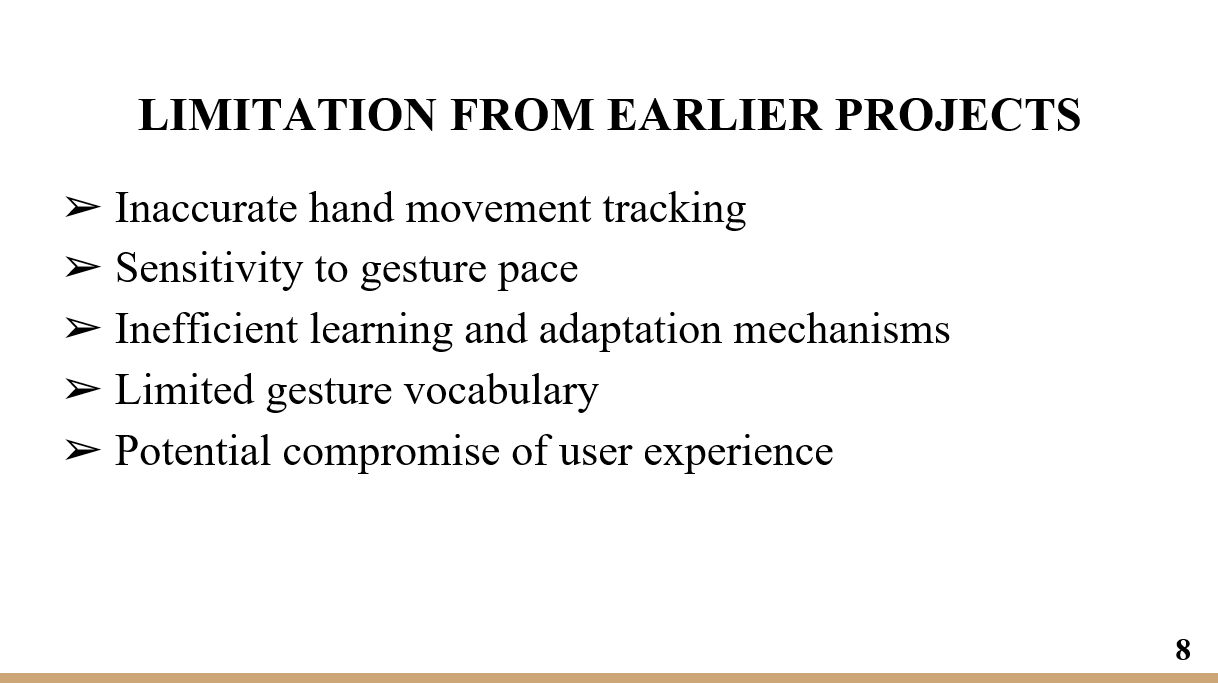 LIMITATION FROM EARLIER PROJECTS
➢ Inaccurate hand movement tracking
➢ Sensitivity to gesture pace
➢ Inefficient learning and adaptation mechanisms
➢ Limited gesture vocabulary
➢ Potential compromise of user experience
8